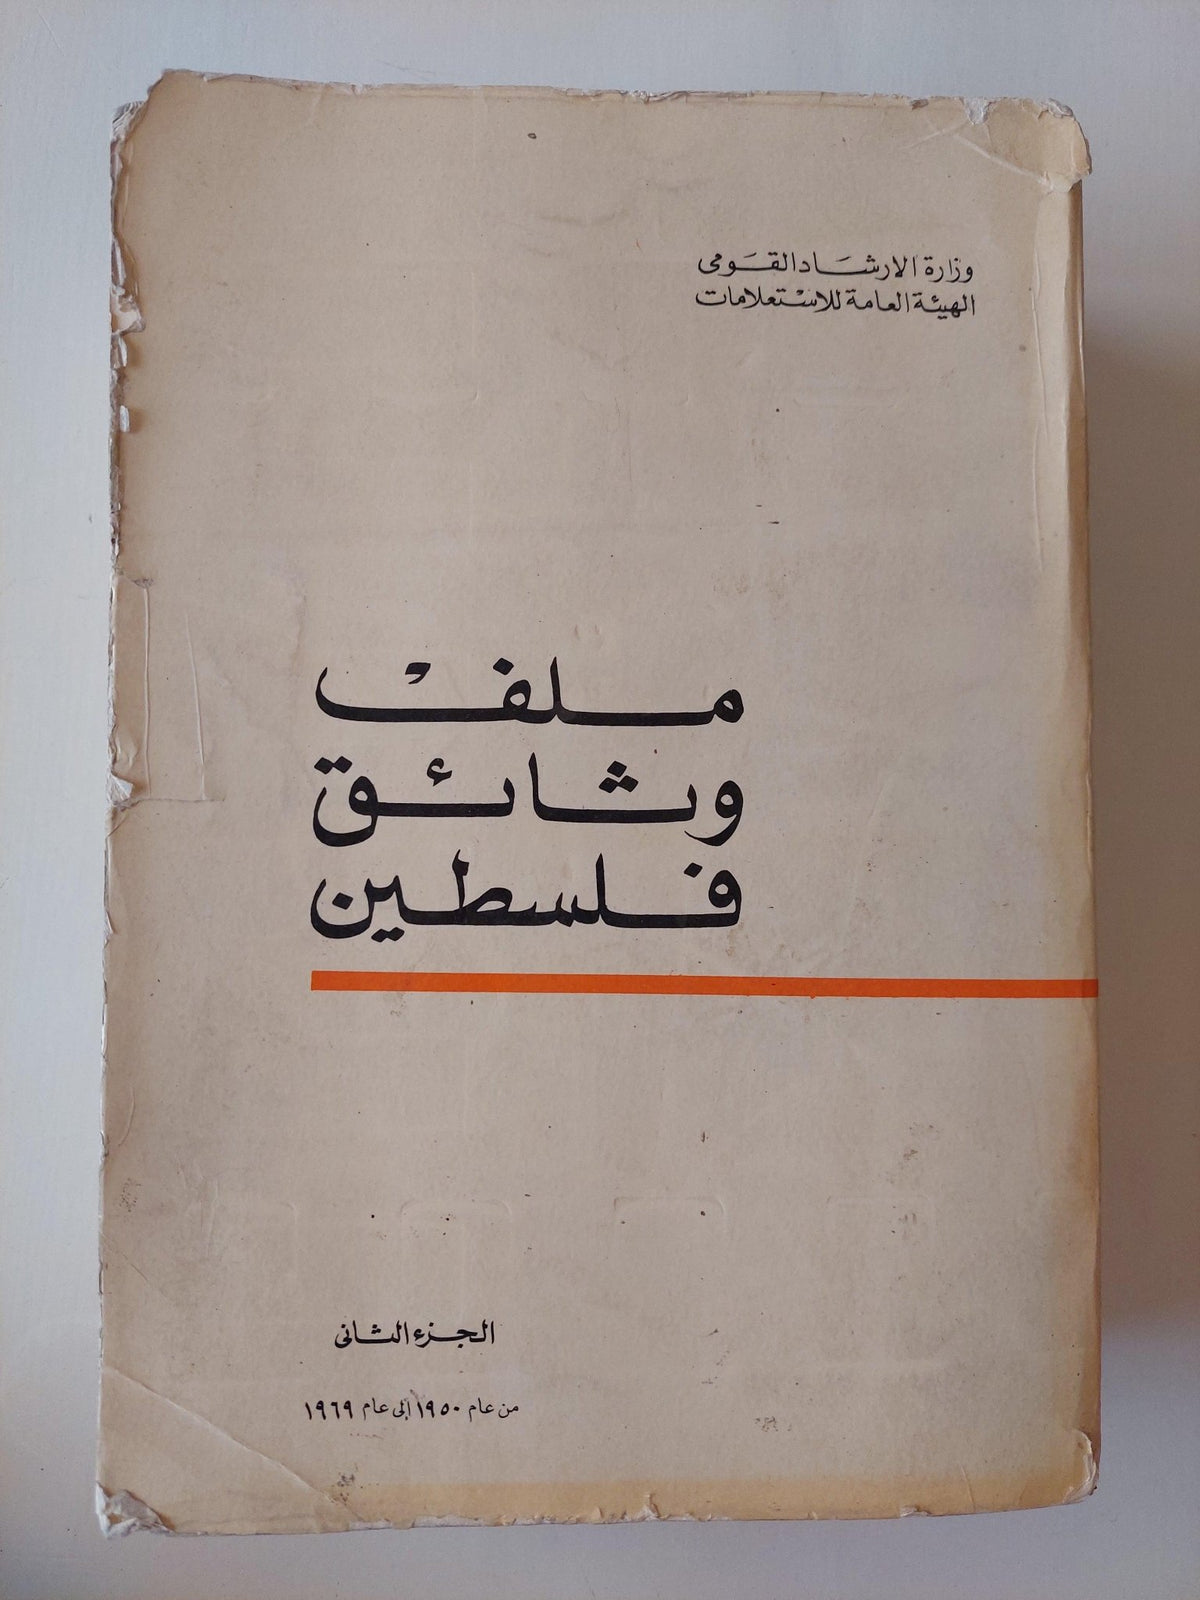 وزارة الارشاد القومى
الهيئة العامة للاستعلامات
ملف
وثائق
فلسطين
الجزء الثانى
من عام ١٩٥٠ إلى عام ١٩٦٩